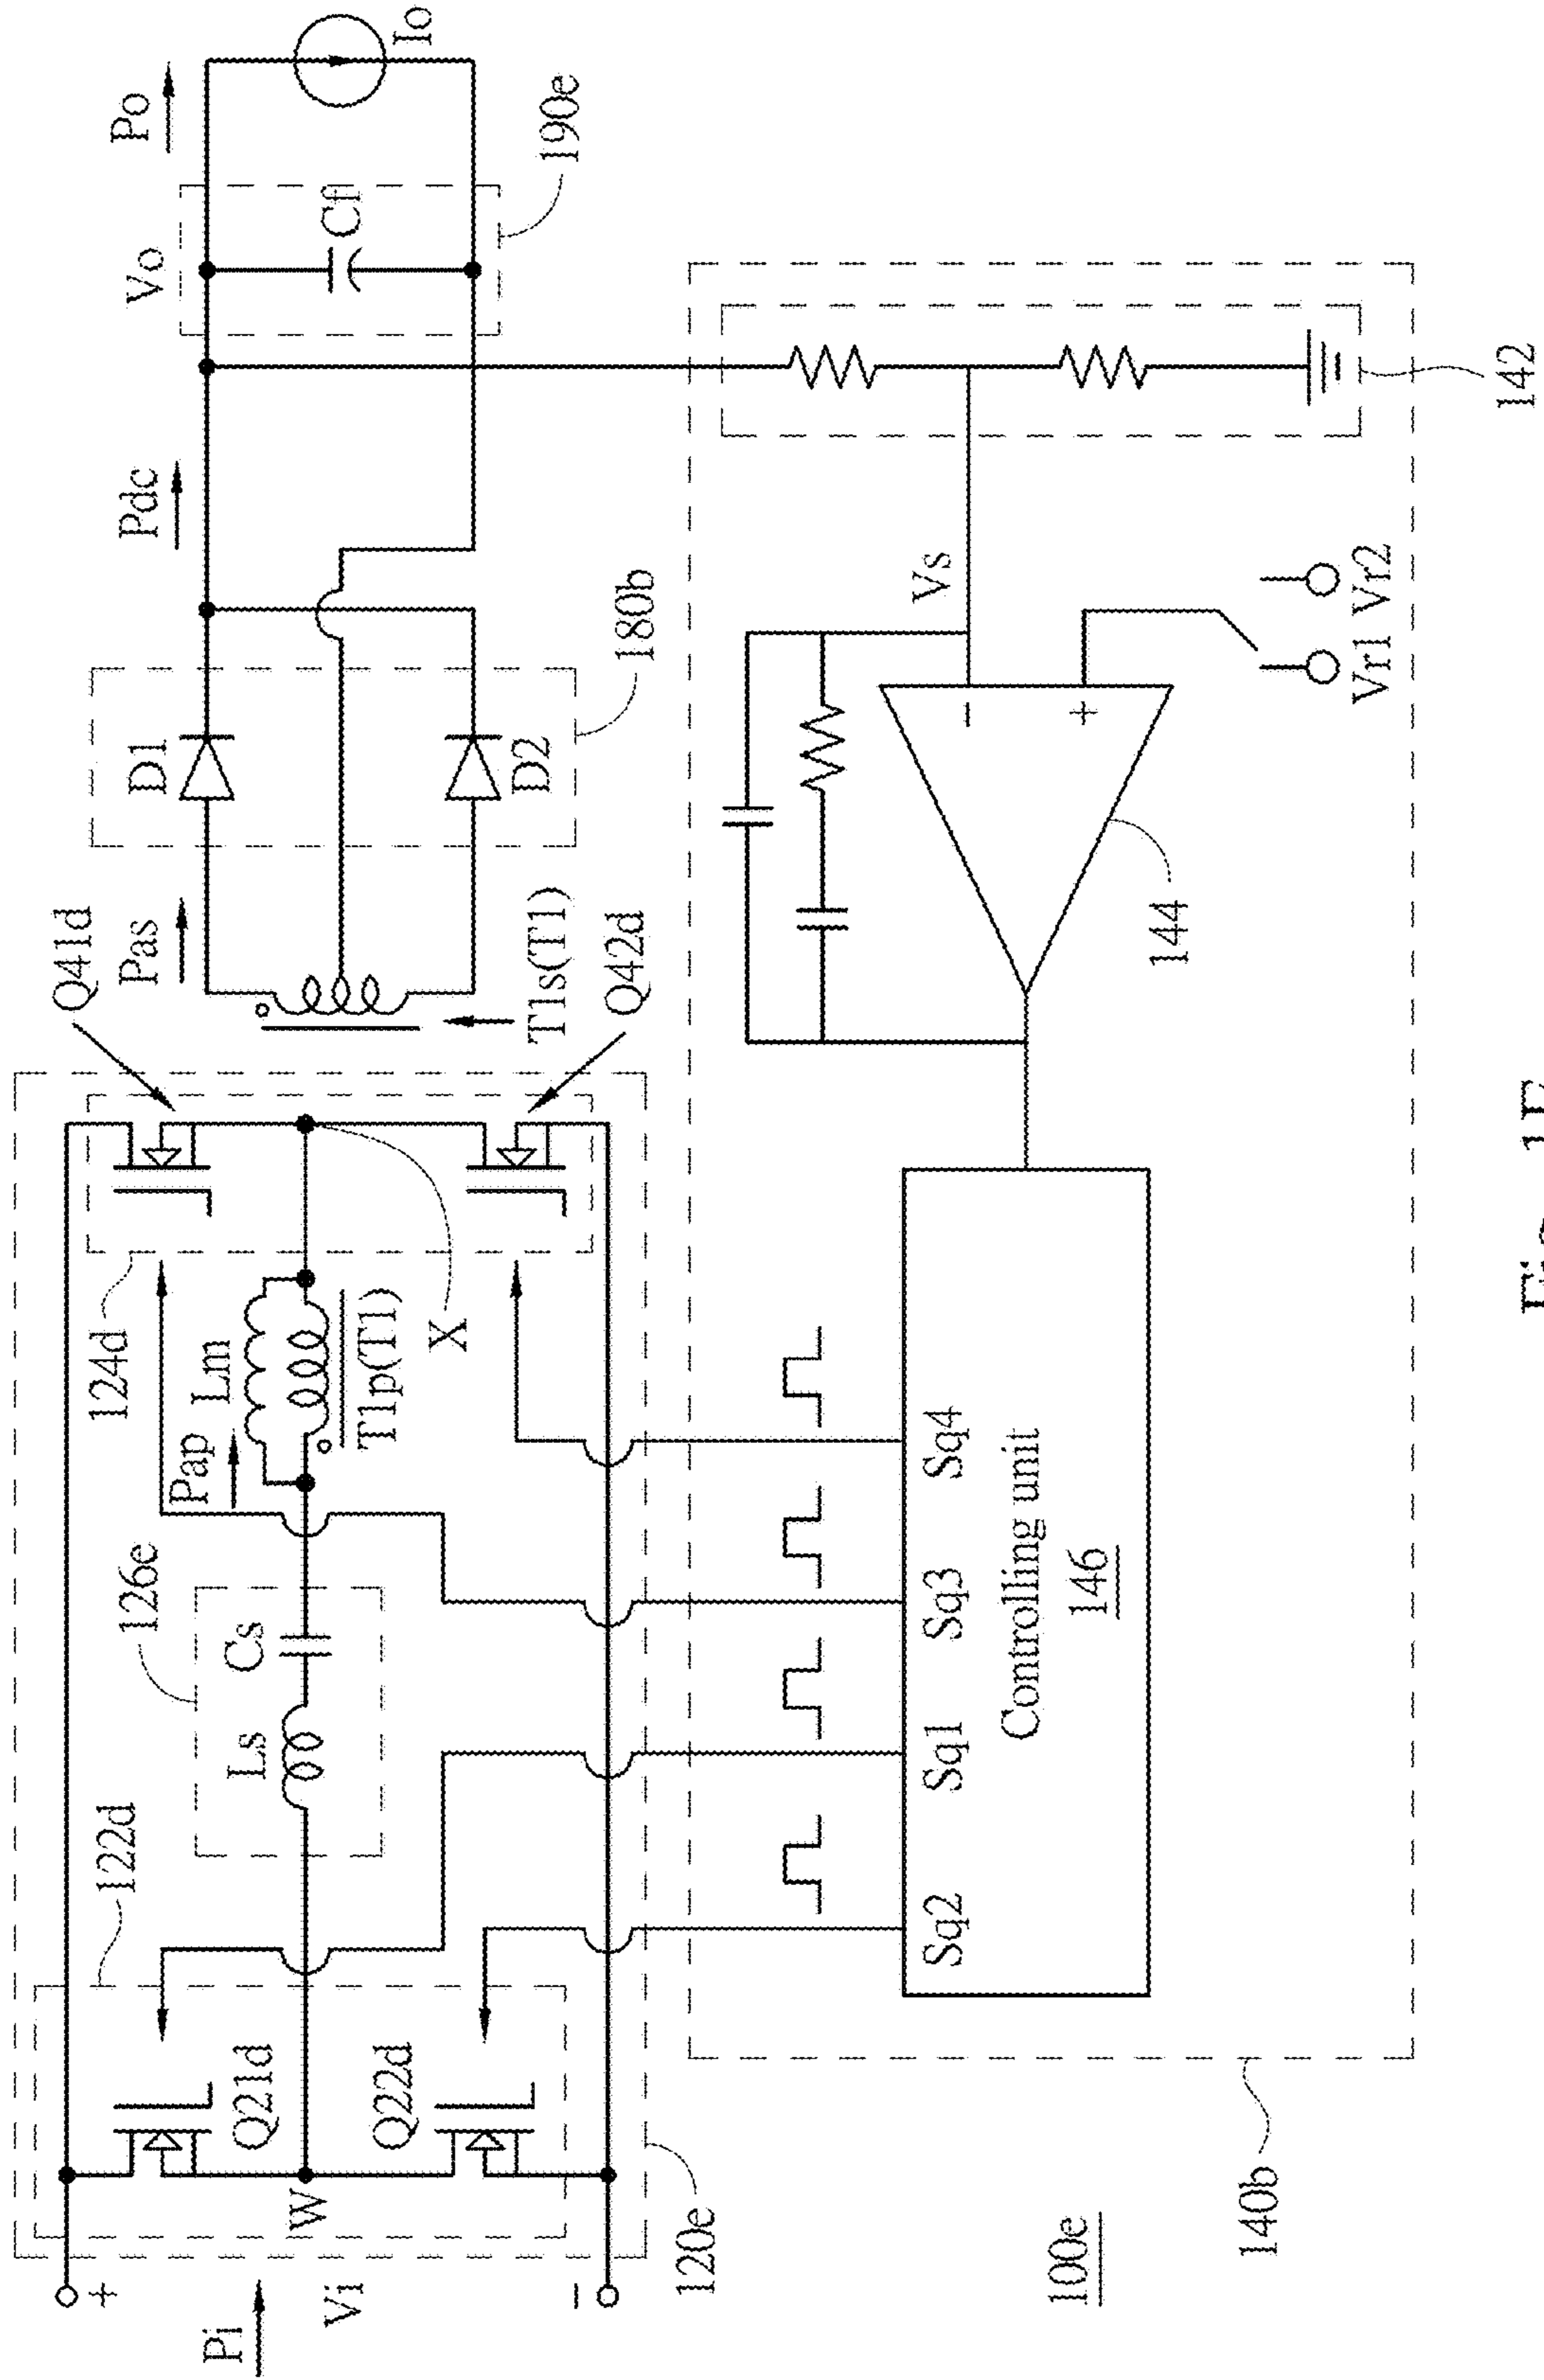 Pi
Vi
+
−
W
Q21d
Q22d
122d
120e
Ls
Cs
126e
Pap
Lm
T1p(T1)
X
124d
Q41d
Q42d
T1s(T1)
Pas
D1
D2
180b
Pdc
Vo
Cf
190e
Po
Io
Sq2
Sq1
Sq3
Sq4
Controlling unit
146
144
−
+
Vs
Vr1
Vr2
142
140b
100e